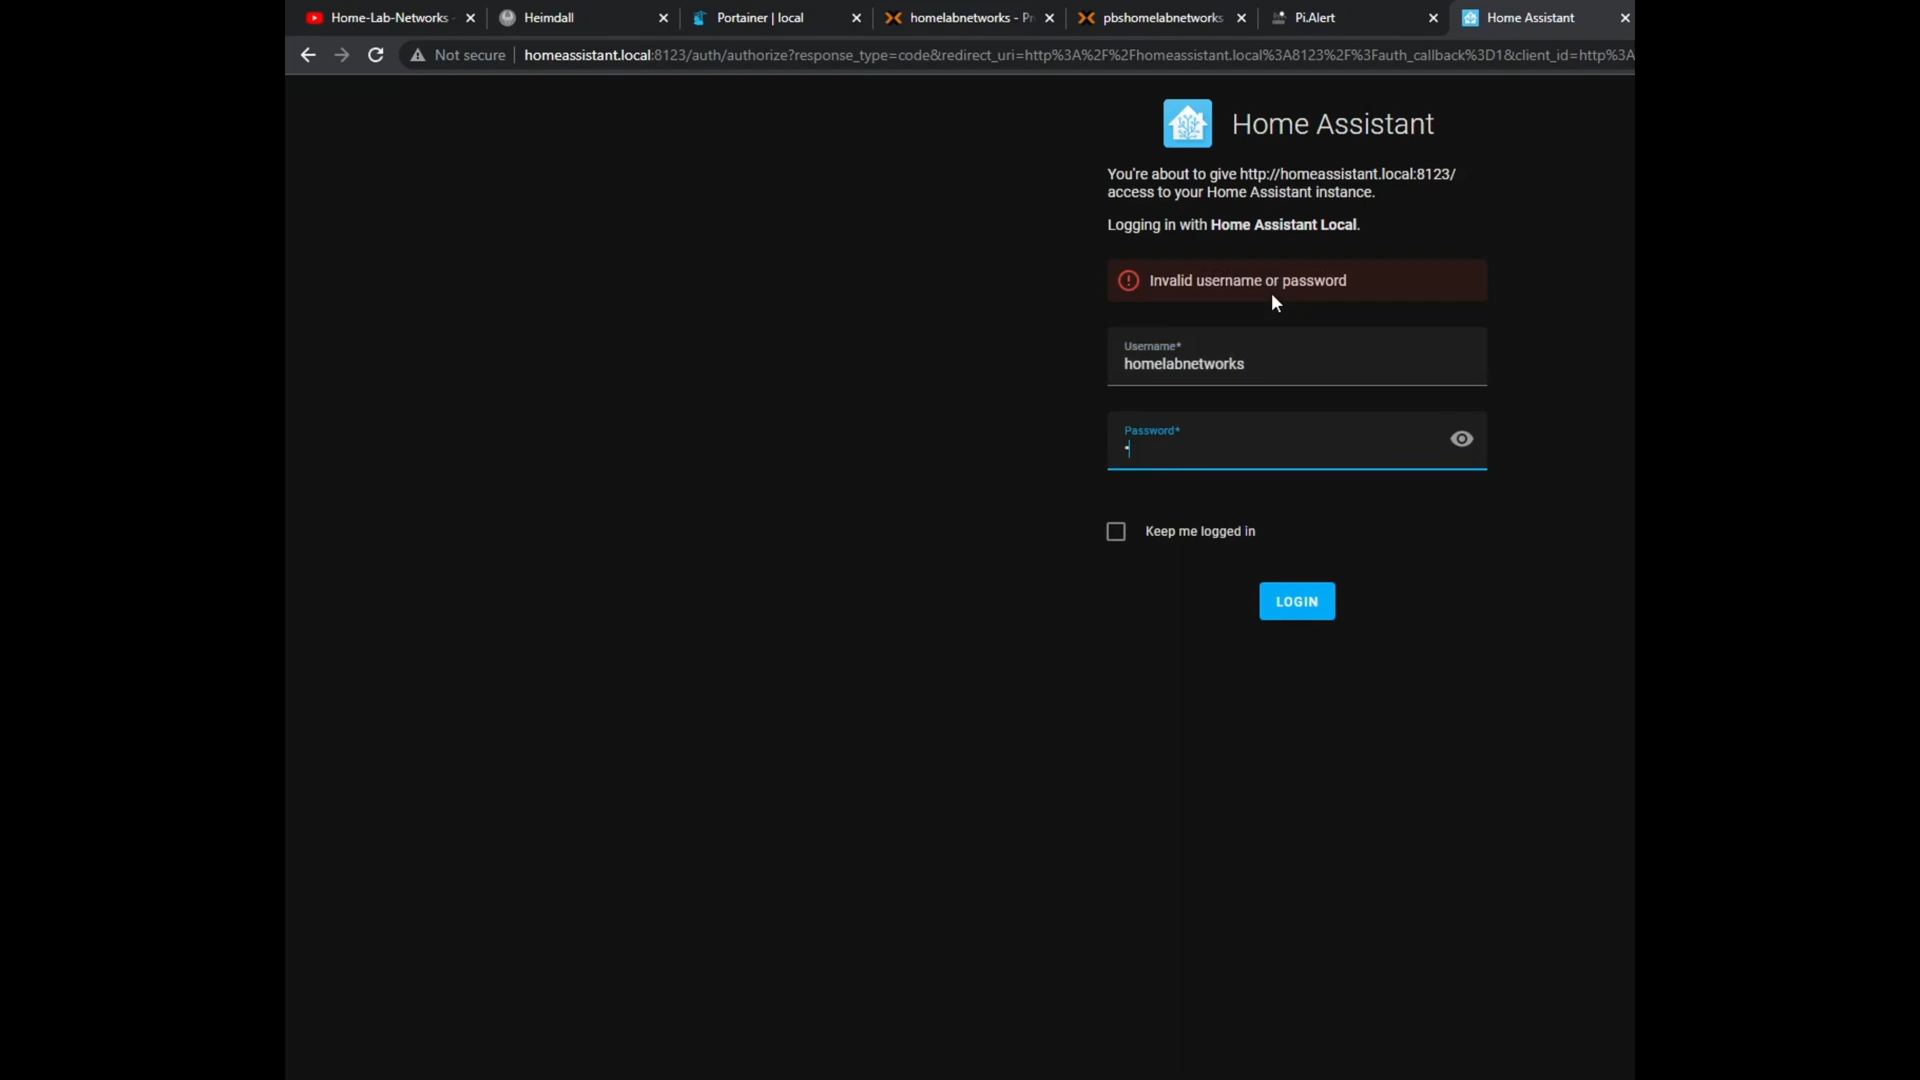 Home-Lab-Networks -
Heimdall
Portainer | local
homelabnetworks - Pr
pbshomelabnetworks
Pi.Alert
Home Assistant
Not secure
homeassistant.local:8123/auth/authorize?response_type=code&redirect_uri=http%3A%2F%2Fhomeassistant.local%3A8123%2F%3Fauth_callback%3D1&client_id=http%3A
Home Assistant
You're about to give http://homeassistant.local:8123/
access to your Home Assistant instance.
Logging in with Home Assistant Local.
Invalid username or password
Username*
homelabnetworks
Password*
•
Keep me logged in
LOGIN